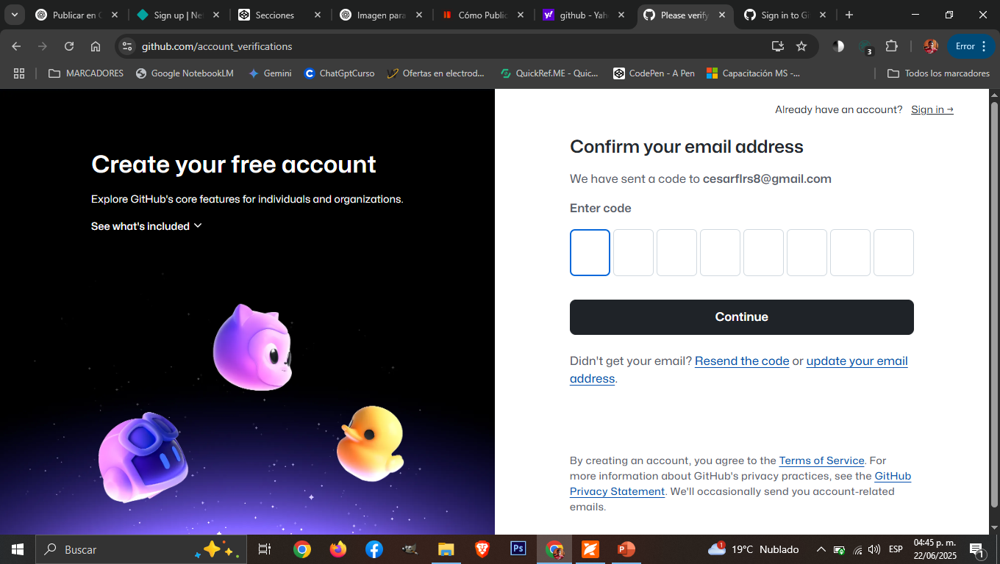 Publicar en C
Sign up | Net
Secciones
Imagen para
Cómo Public
github - Yah
Please verify
Sign in to Gi
github.com/account_verifications
3
Error
MARCADORES
Google NotebookLM
Gemini
ChatGptCurso
Ofertas en electrod...
QuickRef.ME - Quic...
CodePen - A Pen
Capacitación MS -...
Todos los marcadores
Already have an account? Sign in →
Create your free account
Explore GitHub's core features for individuals and organizations.
See what's included
Confirm your email address
We have sent a code to cesarflrs8@gmail.com
Enter code
Continue
Didn't get your email? Resend the code or update your email
address.
By creating an account, you agree to the Terms of Service. For
more information about GitHub's privacy practices, see the GitHub
Privacy Statement. We'll occasionally send you account-related
emails.
Buscar
Ps
1
19°C Nublado
ESP
04:45 p. m.
22/06/2025
1